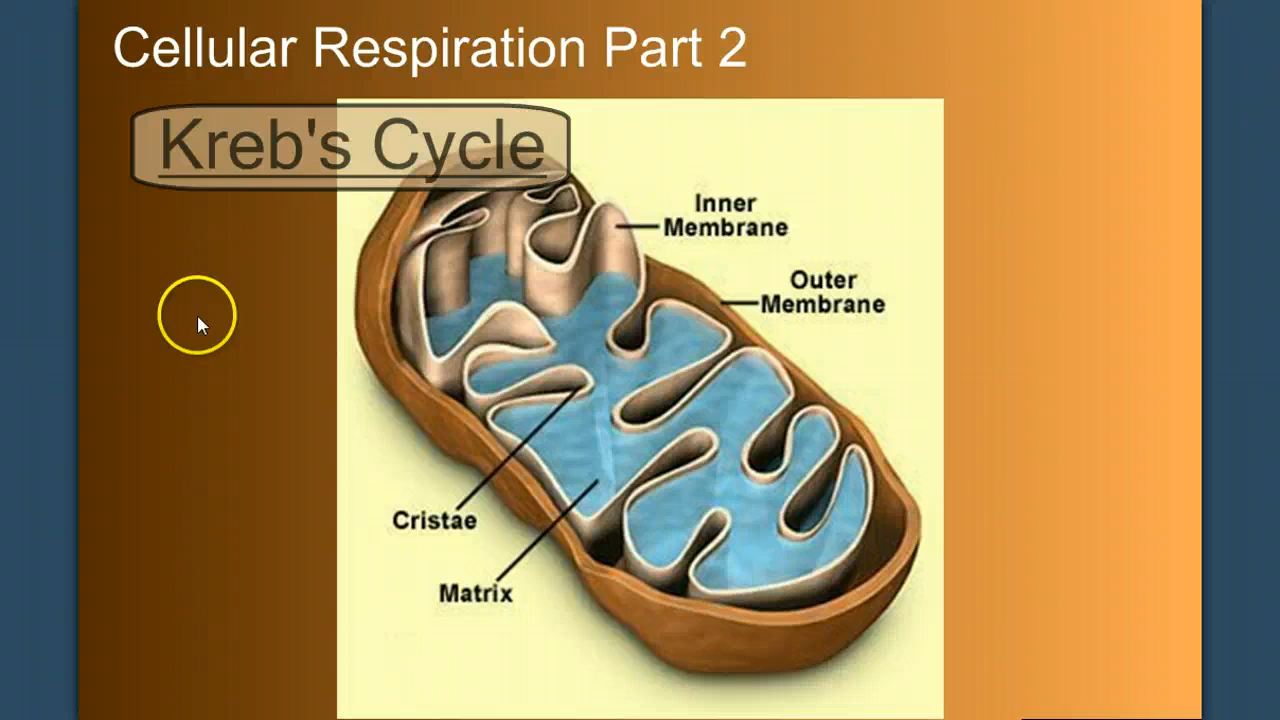 Cellular Respiration Part 2
Kreb's Cycle
Inner
Membrane
Outer
Membrane
Cristae
Matrix